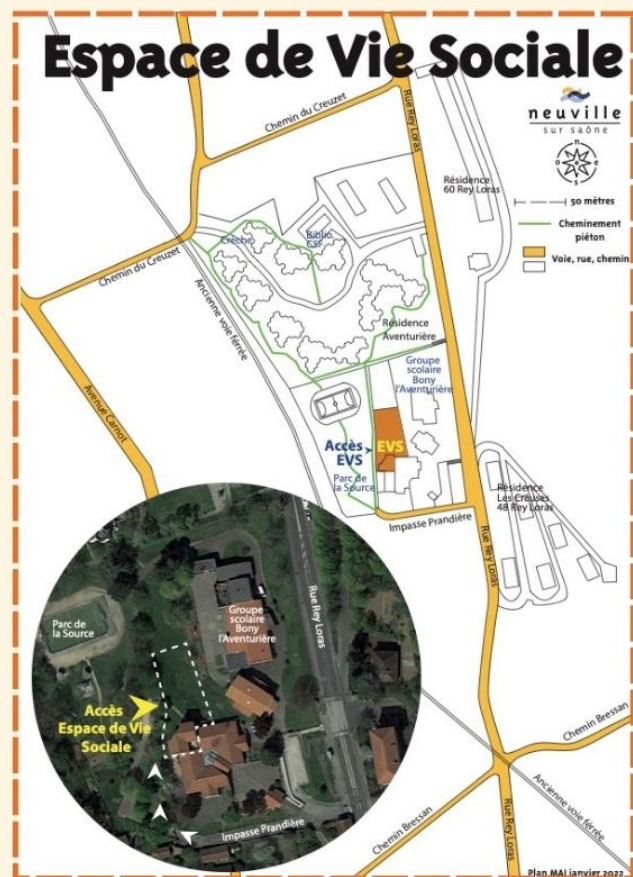 Espace de Vie Sociale
neuville
sur saône
n
o
e
s
50 mètres
Cheminement
piéton
Voie, rue, chemin
Chemin du Creuzet
Rue Rey Loras
Résidence
60 Rey Loras
Crèche
Biblio.
CSF
Chemin du Creuzet
Ancienne voie férrée
Résidence
Aventurière
Groupe
scolaire
Bony
l'Aventurière
Avenue Carnot
Accès
EVS
EVS
Parc de
la Source
Impasse Prandière
Résidence
Les Creuses
48 Rey Loras
Rue Rey Loras
Parc de
la Source
Groupe
scolaire
Bony
l'Aventurière
Rue Rey Loras
Accès
Espace de Vie
Sociale
Impasse Prandière
Chemin Bressan
Chemin Bressan
Rue Rey Loras
Ancienne voie férrée
Plan MAJ janvier 2022